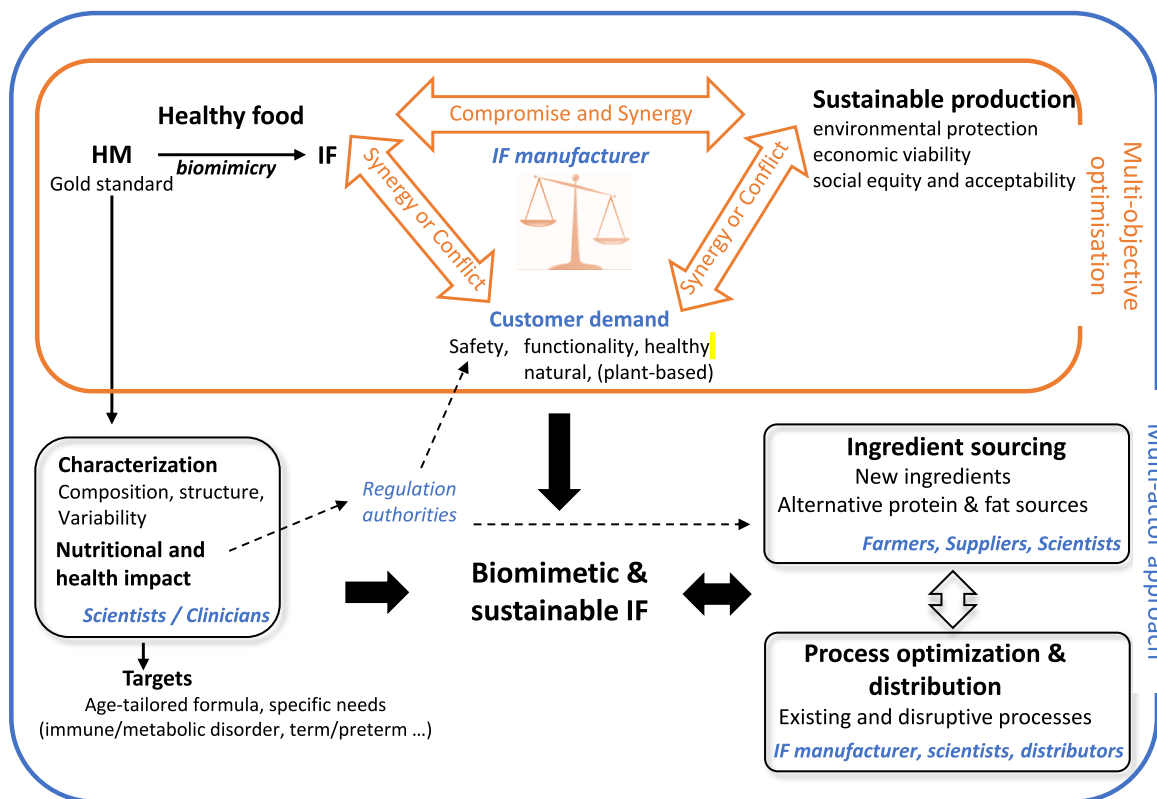 Healthy food
HM
biomimicry
IF
Gold standard
Compromise and Synergy
IF manufacturer
Synergy or Conflict
Synergy or Conflict
Sustainable production
environmental protection
economic viability
social equity and acceptability
Multi-objective
optimisation
Customer demand
Safety, functionality, healthy
natural, (plant-based)
Characterization
Composition, structure,
Variability
Nutritional and
health impact
Scientists / Clinicians
Regulation
authorities
Targets
Age-tailored formula, specific needs
(immune/metabolic disorder, term/preterm ...)
Biomimetic &
sustainable IF
Ingredient sourcing
New ingredients
Alternative protein & fat sources
Farmers, Suppliers, Scientists
Process optimization &
distribution
Existing and disruptive processes
IF manufacturer, scientists, distributors
Multi-actor approach